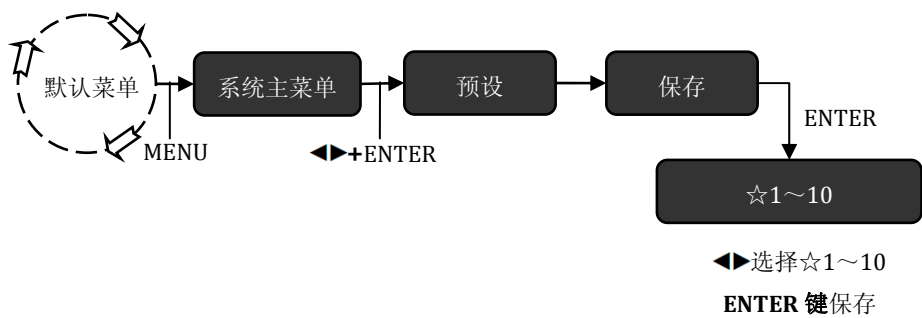 默认菜单
系统主菜单
预设
保存
MENU
◀▶+ENTER
ENTER
☆1～10
◀▶选择☆1～10
ENTER 键保存